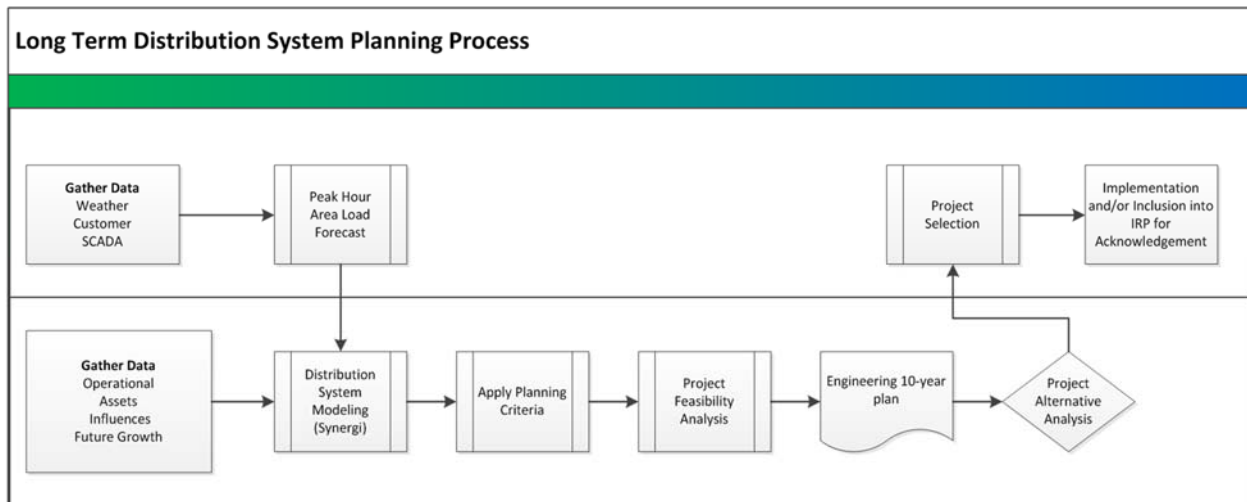 Long Term Distribution System Planning Process
Gather Data
Weather
Customer
SCADA
Peak Hour
Area Load
Forecast
Project
Selection
Implementation
and/or Inclusion into
IRP for
Acknowledgement
Gather Data
Operational
Assets
Influences
Future Growth
Distribution
System
Modeling
(Synergi)
Apply Planning
Criteria
Project
Feasibility
Analysis
Engineering 10-year
plan
Project
Alternative
Analysis